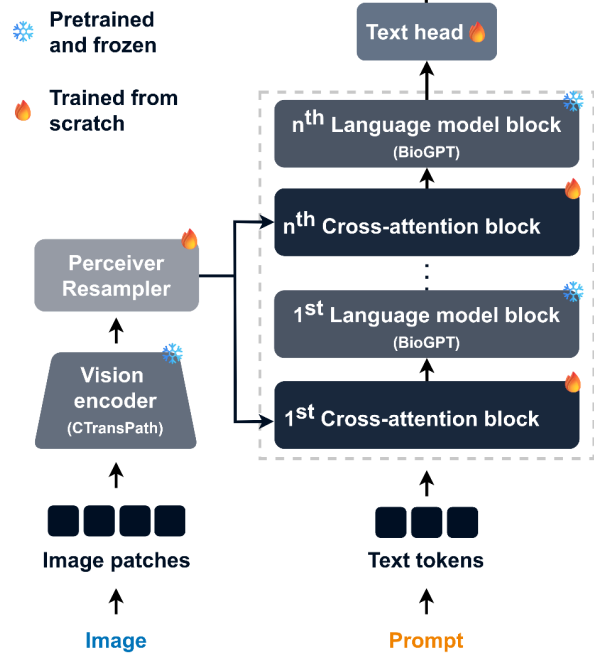 Pretrained
and frozen
Trained from
scratch
Text head
nth Language model block
(BioGPT)
nth Cross-attention block
Perceiver
Resampler
1st Language model block
(BioGPT)
Vision
encoder
(CTransPath)
1st Cross-attention block
Image patches
Text tokens
Image
Prompt